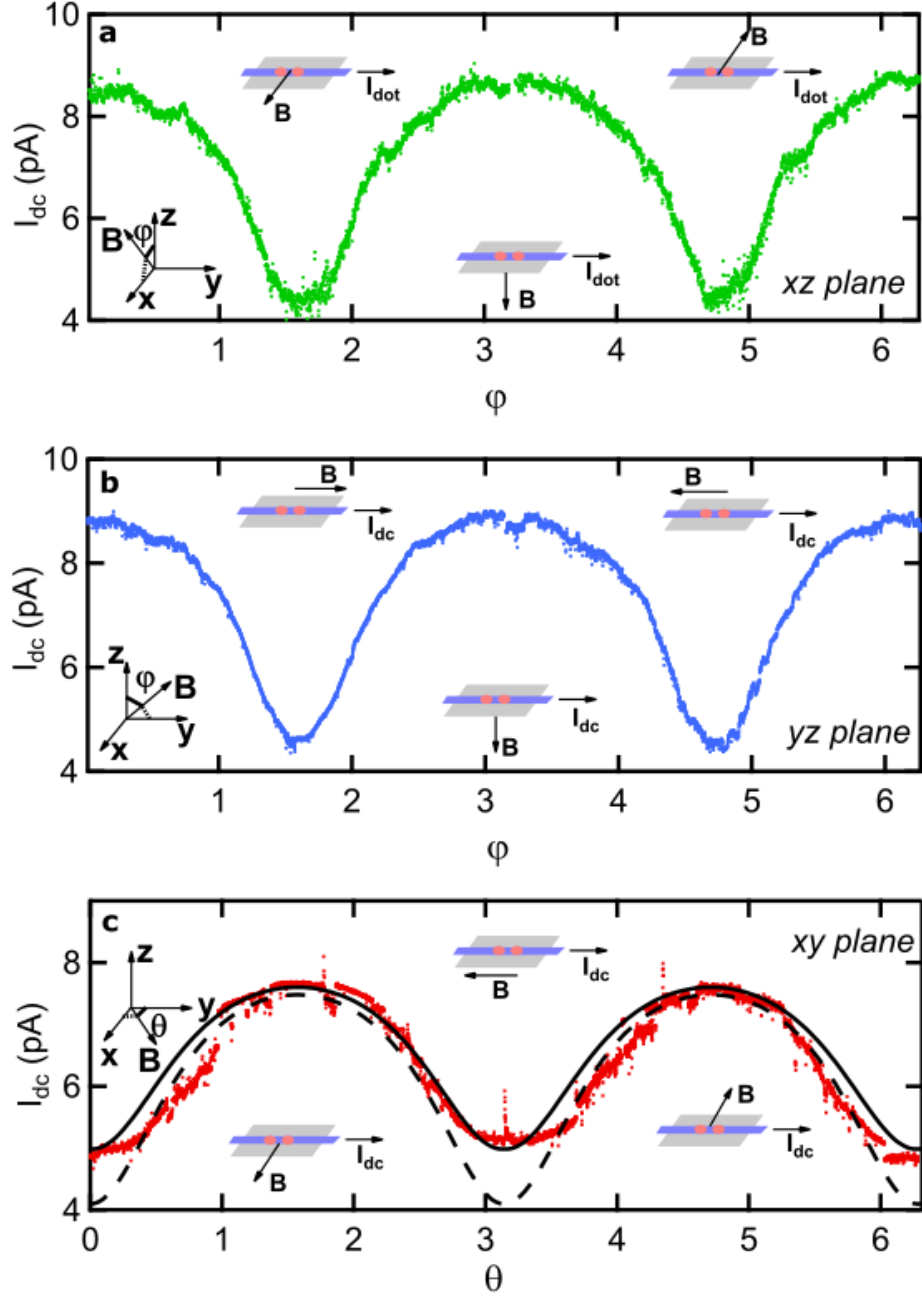 a
10
8
6
4
I_dc (pA)
B
I_dot
B
I_dot
B
I_dot
z
φ
B
x
y
xz plane
1 2 3 4 5 6
φ
b
10
8
6
4
I_dc (pA)
B
I_dc
B
I_dc
B
I_dc
z
φ
B
x
y
yz plane
1 2 3 4 5 6
φ
c
8
6
4
I_dc (pA)
z
y
x
θ
B
B
I_dc
B
I_dc
B
I_dc
xy plane
0 1 2 3 4 5 6
θ